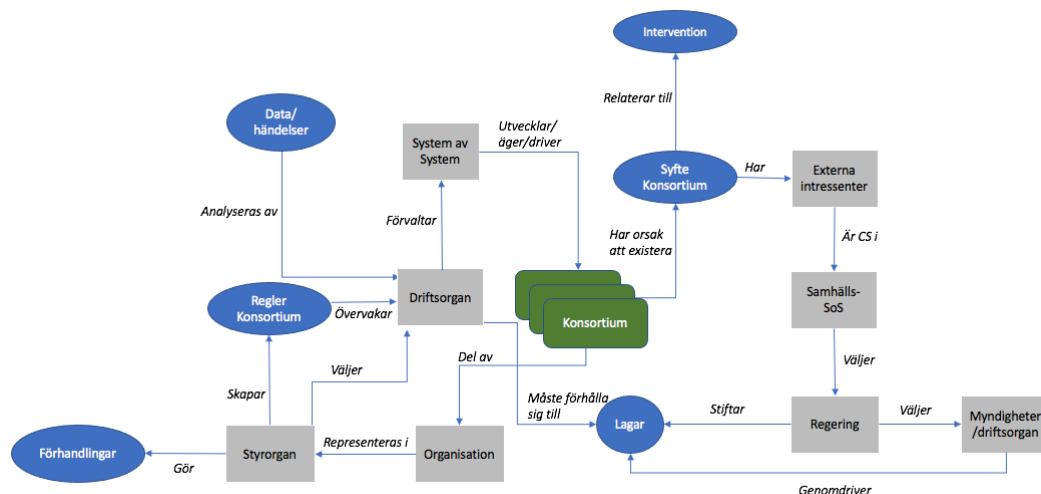 Intervention
Relaterar till
Data/
händelser
Utvecklar/
äger/driver
System av
System
Syfte
Konsortium
Har
Externa
intressenter
Analyseras av
Förvaltar
Har orsak
att existera
Är CS i
Regler
Konsortium
Övervakar
Driftsorgan
Konsortium
Samhälls-
SoS
Del av
Väljer
Väljer
Skapar
Måste förhålla
sig till
Lagar
Stiftar
Regering
Väljer
Myndigheter
/driftsorgan
Förhandlingar
Gör
Styrorgan
Representeras i
Organisation
Genomdriver